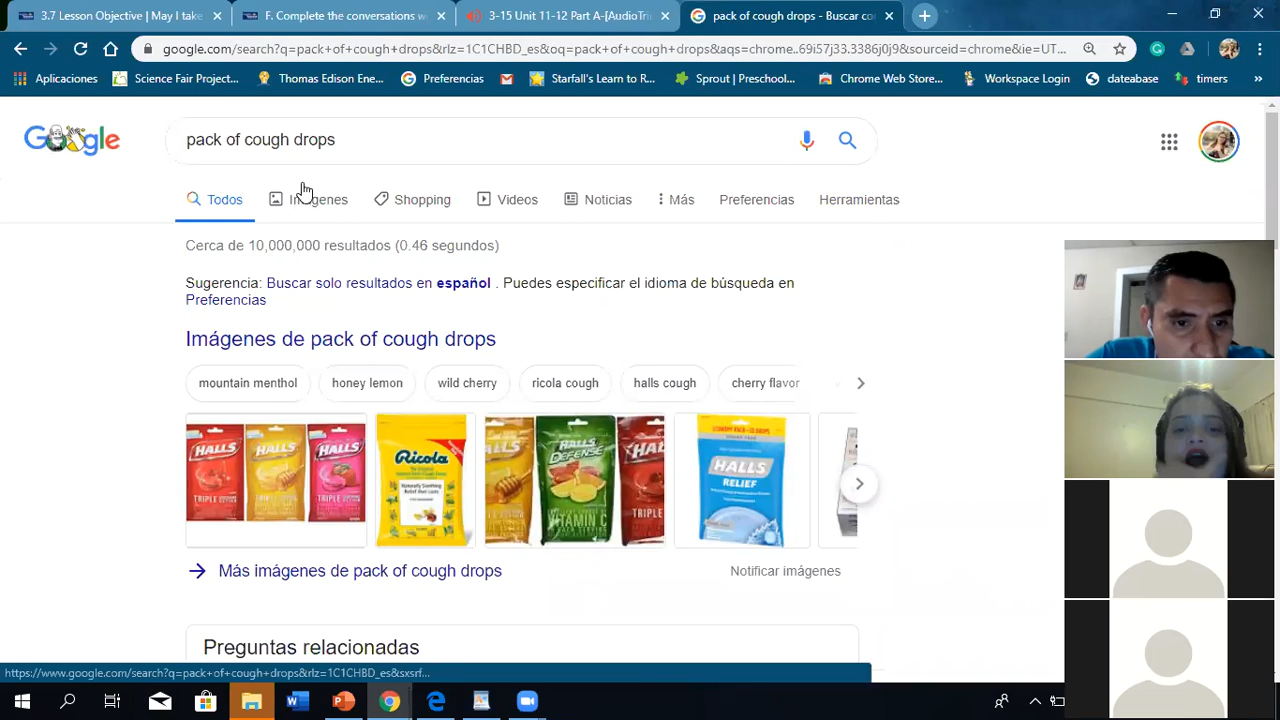 3.7 Lesson Objective | May I take
F. Complete the conversations w
3-15 Unit 11-12 Part A-[AudioTri
pack of cough drops - Buscar co
google.com/search?q=pack+of+cough+drops&rlz=1C1CHBD_es&oq=pack+of+cough+drops&aqs=chrome..69i57j33.3386j0j9&sourceid=chrome&ie=UT...
Aplicaciones
Science Fair Project...
Thomas Edison Ene...
Preferencias
Starfall's Learn to R...
Sprout | Preschool...
Chrome Web Store...
Workspace Login
dateabase
timers
Google
pack of cough drops
Todos
Imágenes
Shopping
Videos
Noticias
Más
Preferencias
Herramientas
Cerca de 10,000,000 resultados (0.46 segundos)
Sugerencia: Buscar solo resultados en español . Puedes especificar el idioma de búsqueda en
Preferencias
Imágenes de pack of cough drops
mountain menthol
honey lemon
wild cherry
ricola cough
halls cough
cherry flavor
HALLS
TRIPLE
HALLS
TRIPLE
HALLS
TRIPLE
Ricola
HALLS
DEFENSE
VITAMIN C
TRIPLE
HALLS
RELIEF
Más imágenes de pack of cough drops
Notificar imágenes
Preguntas relacionadas
https://www.google.com/search?q=pack+of+cough+drops&rlz=1C1CHBD_es&sxsrf...